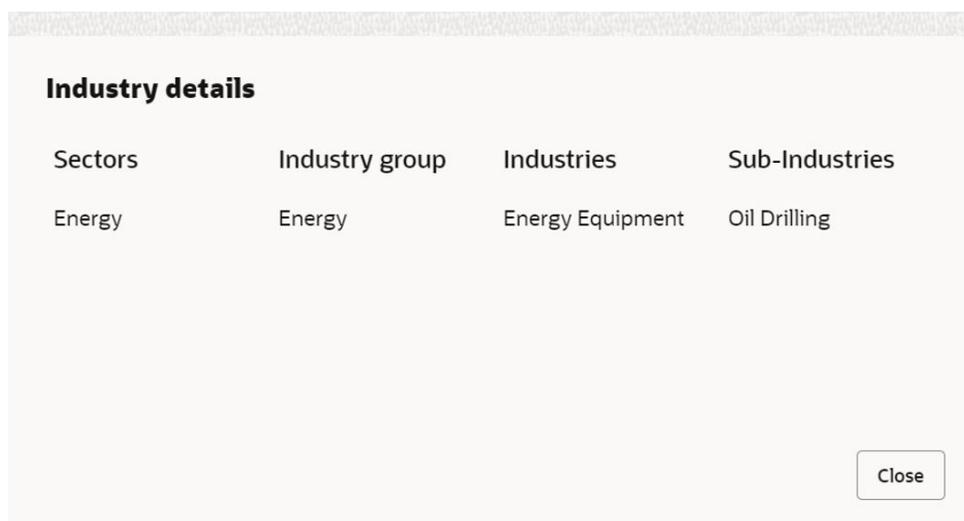 Industry details
Sectors Industry group Industries Sub-Industries
Energy Energy Energy Equipment Oil Drilling
Close